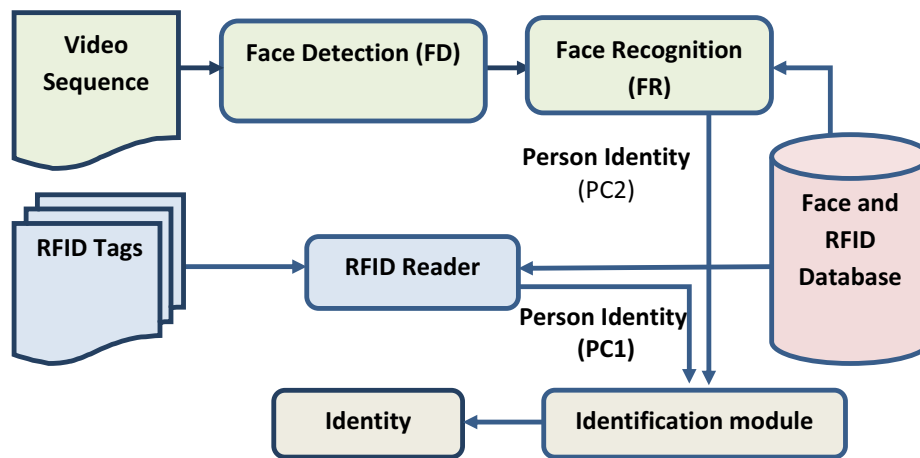 Video
Sequence
Face Detection (FD)
Face Recognition
(FR)
Person Identity
(PC2)
Face and
RFID
Database
RFID Tags
RFID Reader
Person Identity
(PC1)
Identity
Identification module